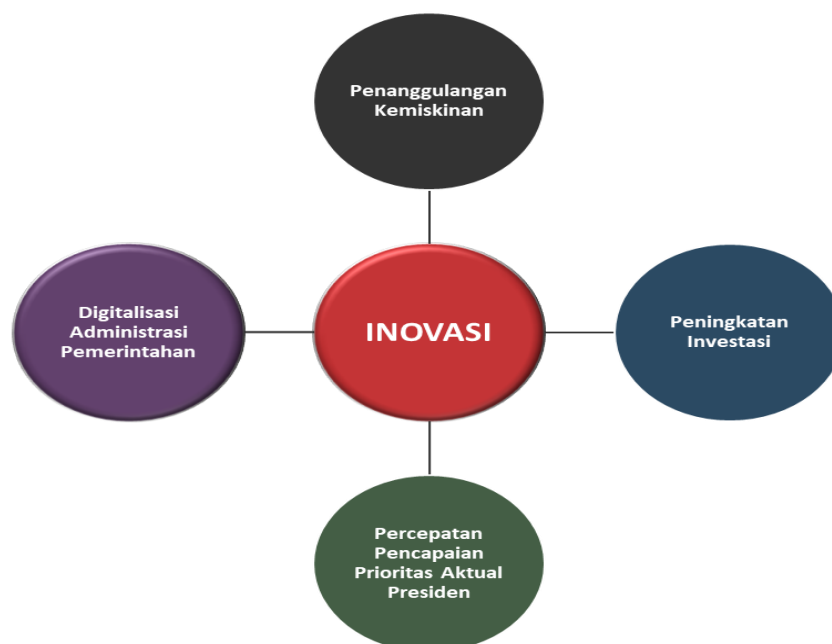 Penanggulangan
Kemiskinan
Digitalisasi
Administrasi
Pemerintahan
INOVASI
Peningkatan
Investasi
Percepatan
Pencapaian
Prioritas Aktual
Presiden